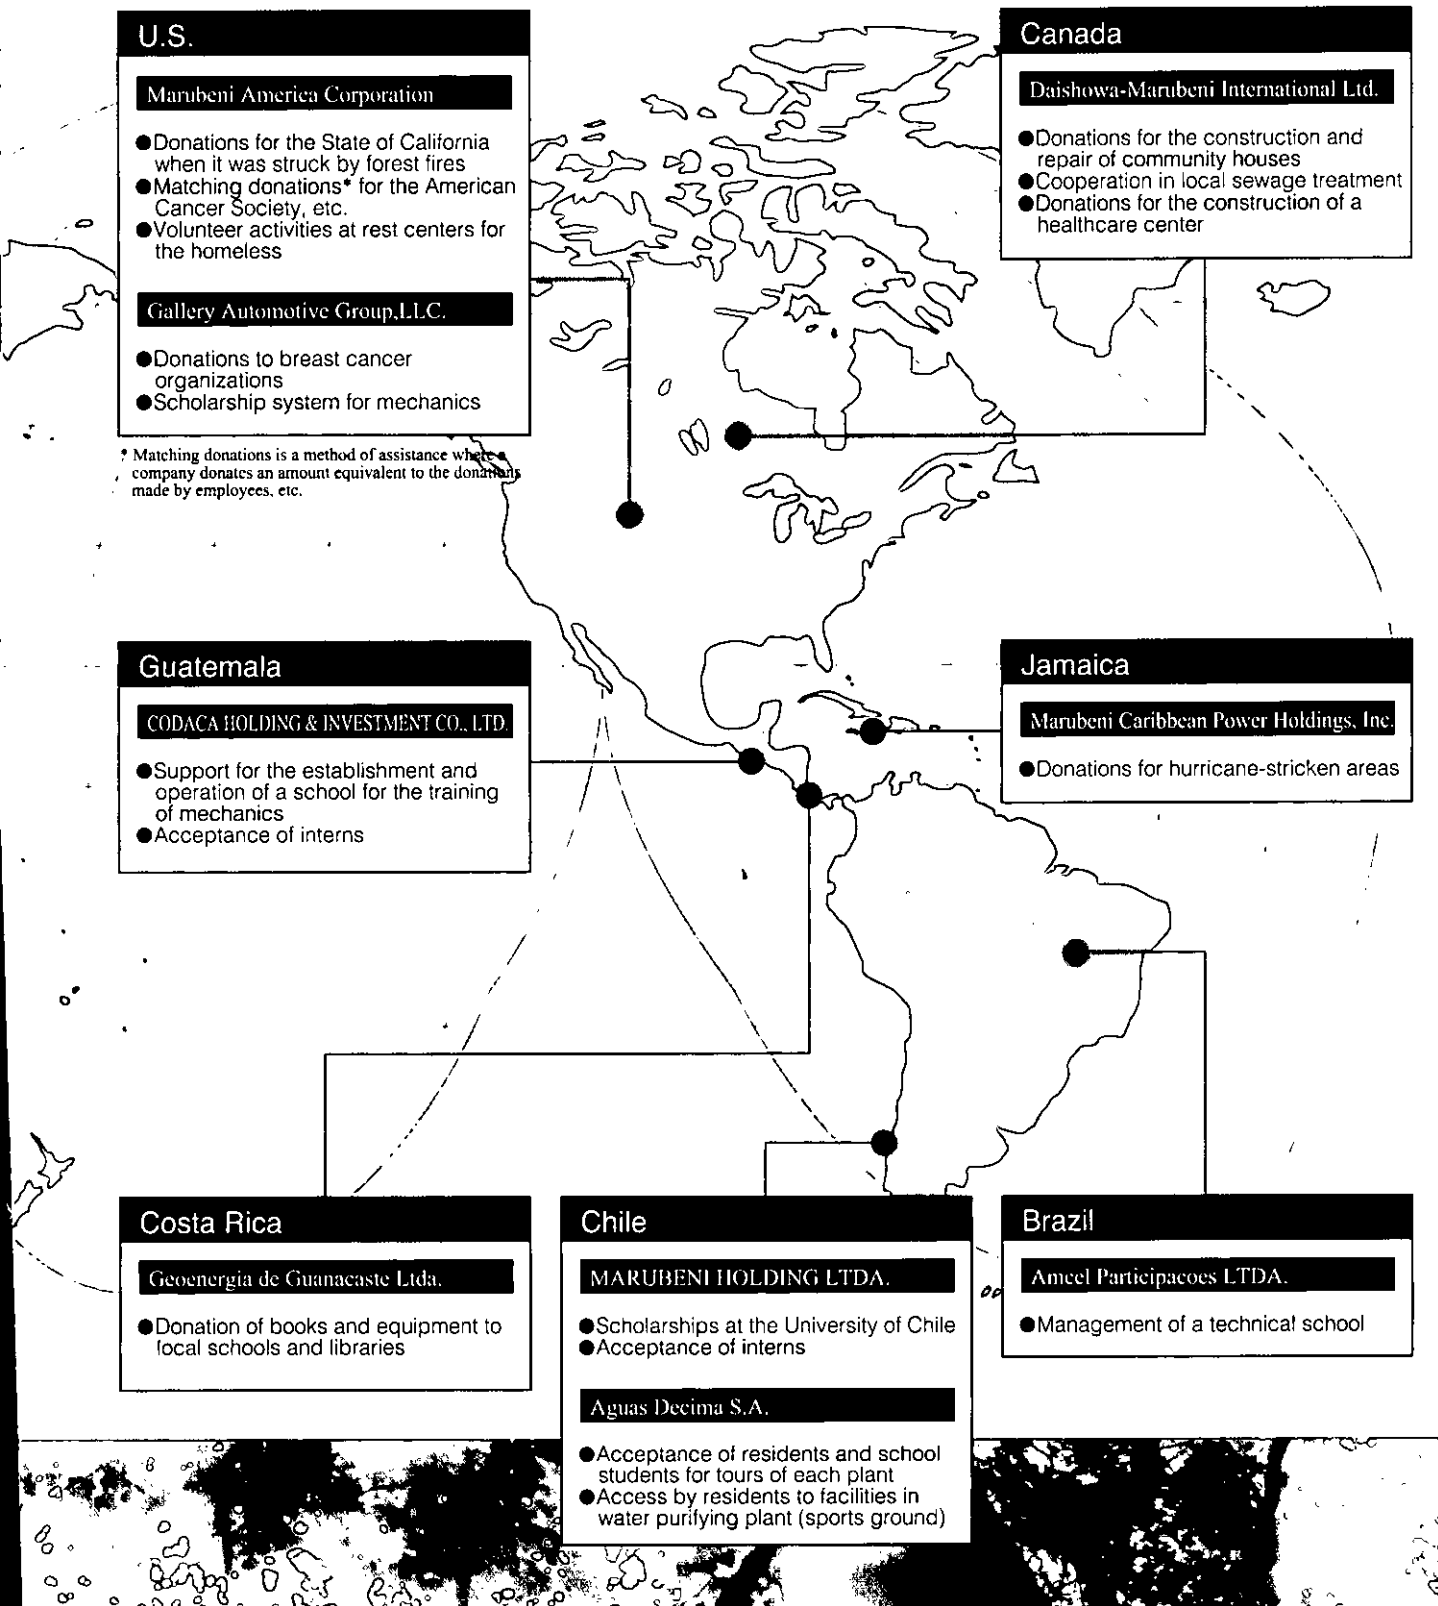 U.S.
Marubeni America Corporation
●Donations for the State of California
when it was struck by forest fires
●Matching donations* for the American
Cancer Society, etc.
●Volunteer activities at rest centers for
the homeless
Gallery Automotive Group,LLC.
●Donations to breast cancer
organizations
●Scholarship system for mechanics
* Matching donations is a method of assistance where a
company donates an amount equivalent to the donations
made by employees, etc.
Canada
Daishowa-Marubeni International Ltd.
●Donations for the construction and
repair of community houses
●Cooperation in local sewage treatment
●Donations for the construction of a
healthcare center
Guatemala
CODACA HOLDING & INVESTMENT CO., LTD.
●Support for the establishment and
operation of a school for the training
of mechanics
●Acceptance of interns
Jamaica
Marubeni Caribbean Power Holdings, Inc.
●Donations for hurricane-stricken areas
Costa Rica
Geoenergia de Guanacaste Ltda.
●Donation of books and equipment to
local schools and libraries
Chile
MARUBENI HOLDING LTDA.
●Scholarships at the University of Chile
●Acceptance of interns
Aguas Decima S.A.
●Acceptance of residents and school
students for tours of each plant
●Access by residents to facilities in
water purifying plant (sports ground)
Brazil
Amcel Participacoes LTDA.
●Management of a technical school